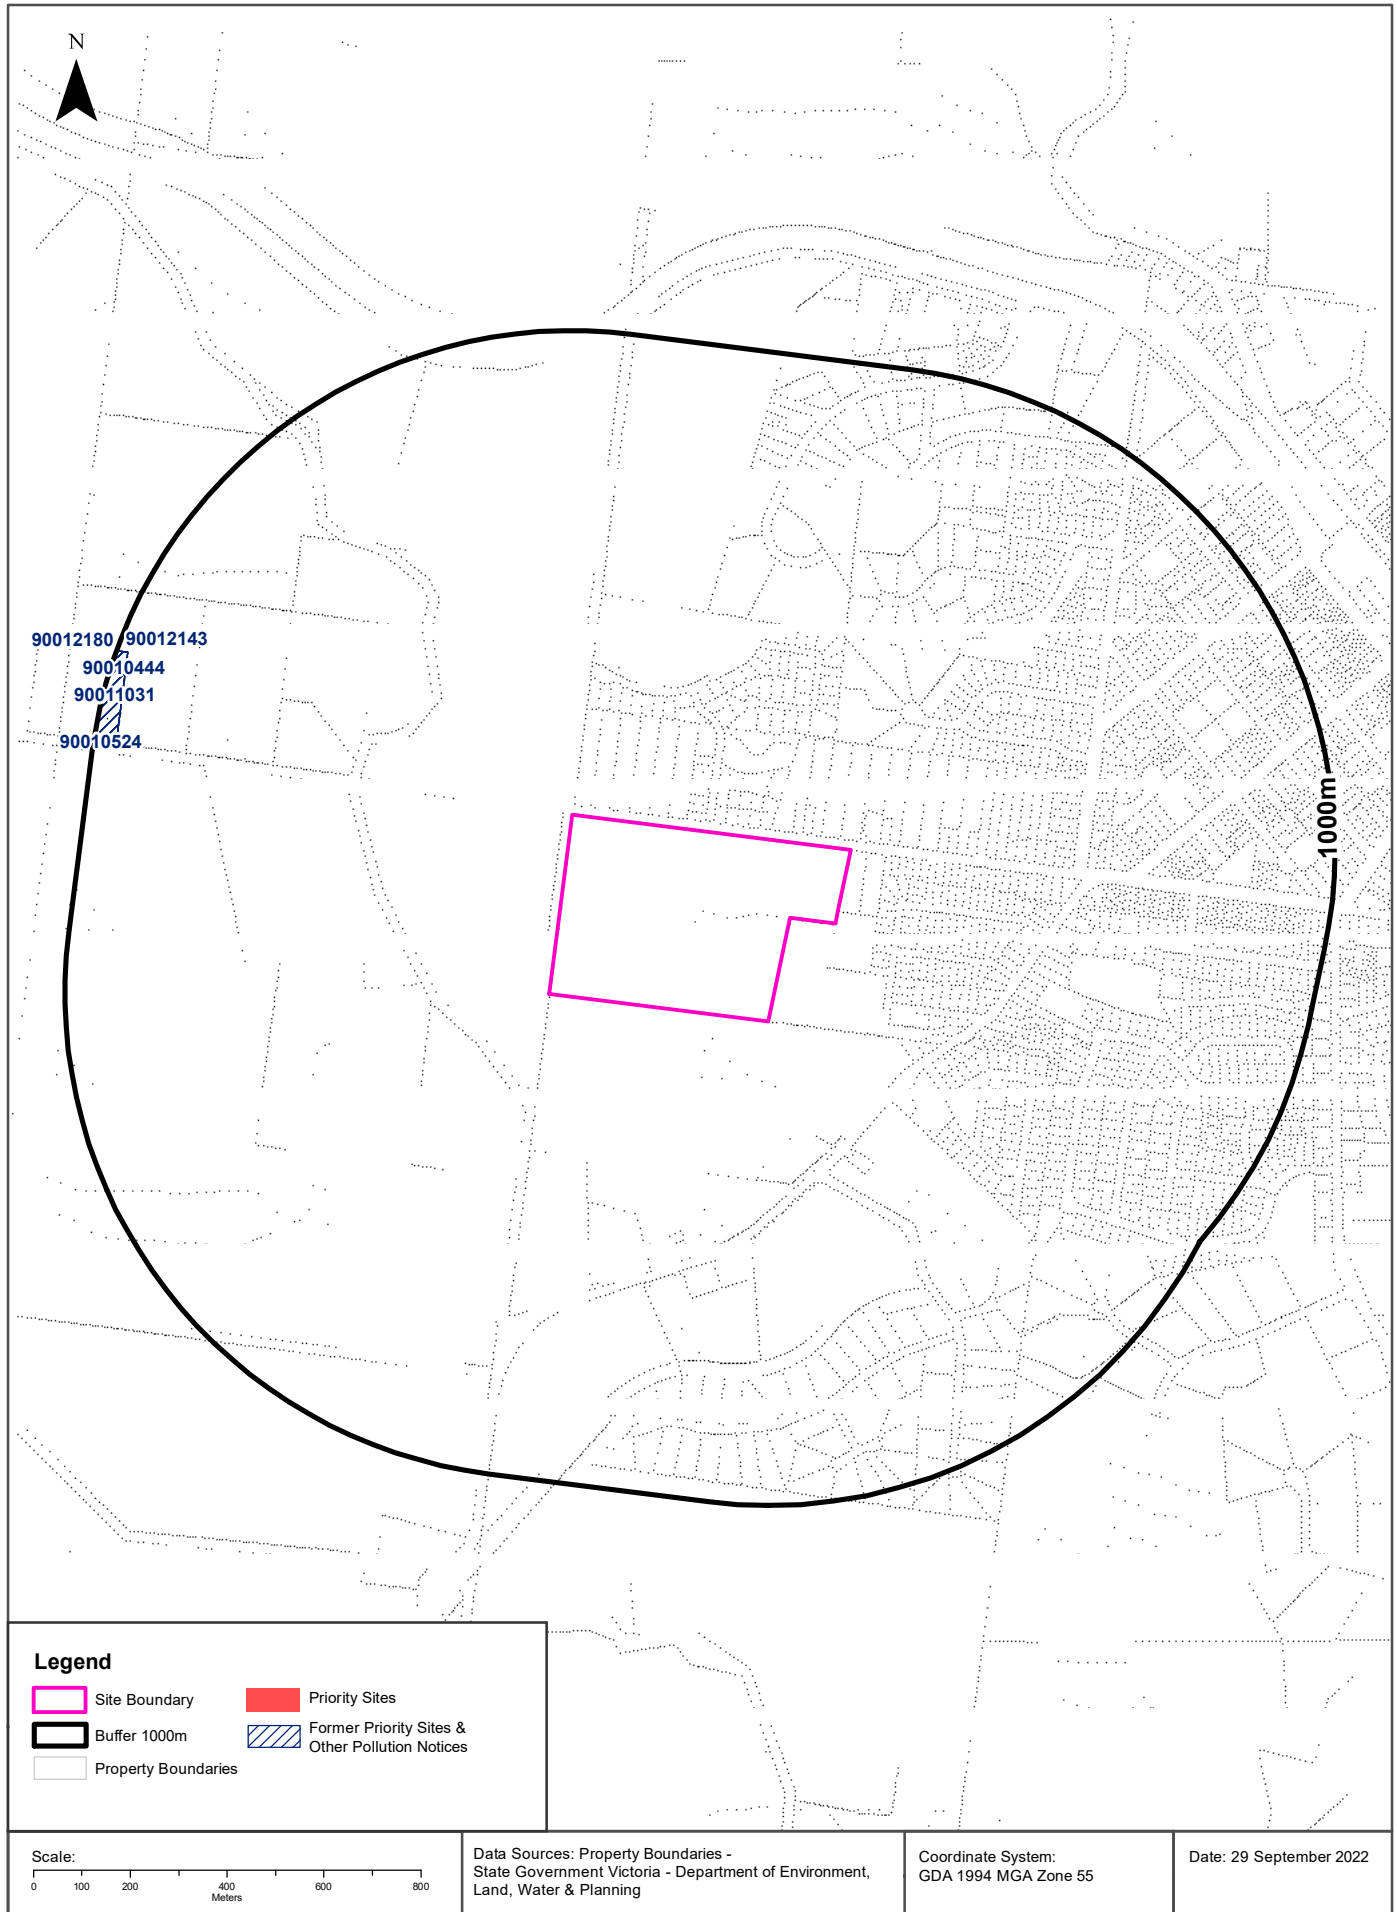 N
90012180 90012143
90010444
90011031
90010524
1000m
Legend
Site Boundary
Priority Sites
Buffer 1000m
Former Priority Sites &
Other Pollution Notices
Property Boundaries
Scale:
0 100 200 400 600 800
Meters
Data Sources: Property Boundaries -
State Government Victoria - Department of Environment,
Land, Water & Planning
Coordinate System:
GDA 1994 MGA Zone 55
Date: 29 September 2022